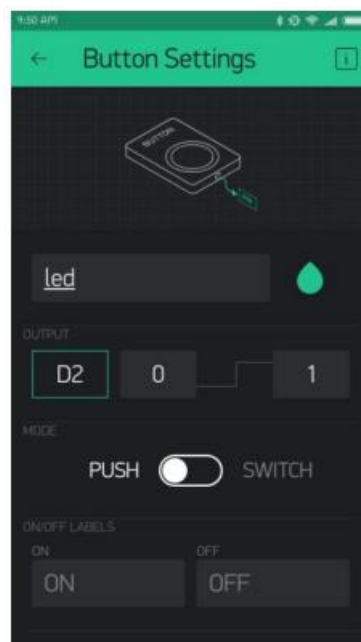 9:50 AM
← Button Settings i
BUTTON
led
OUTPUT
D2 0 1
MODE
PUSH SWITCH
ON/OFF LABELS
ON OFF
ON OFF